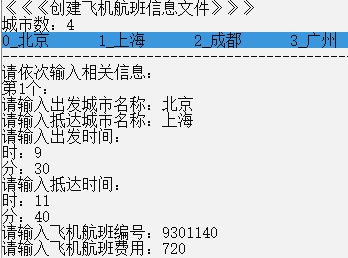 《《《创建飞机航班信息文件》》》
城市数：4
0_北京 1_上海 2_成都 3_广州
请依次输入相关信息：
第1个：
请输入出发城市名称：北京
请输入抵达城市名称：上海
请输入出发时间：
时：9
分：30
请输入抵达时间：
时：11
分：40
请输入飞机航班编号：9301140
请输入飞机航班费用：720